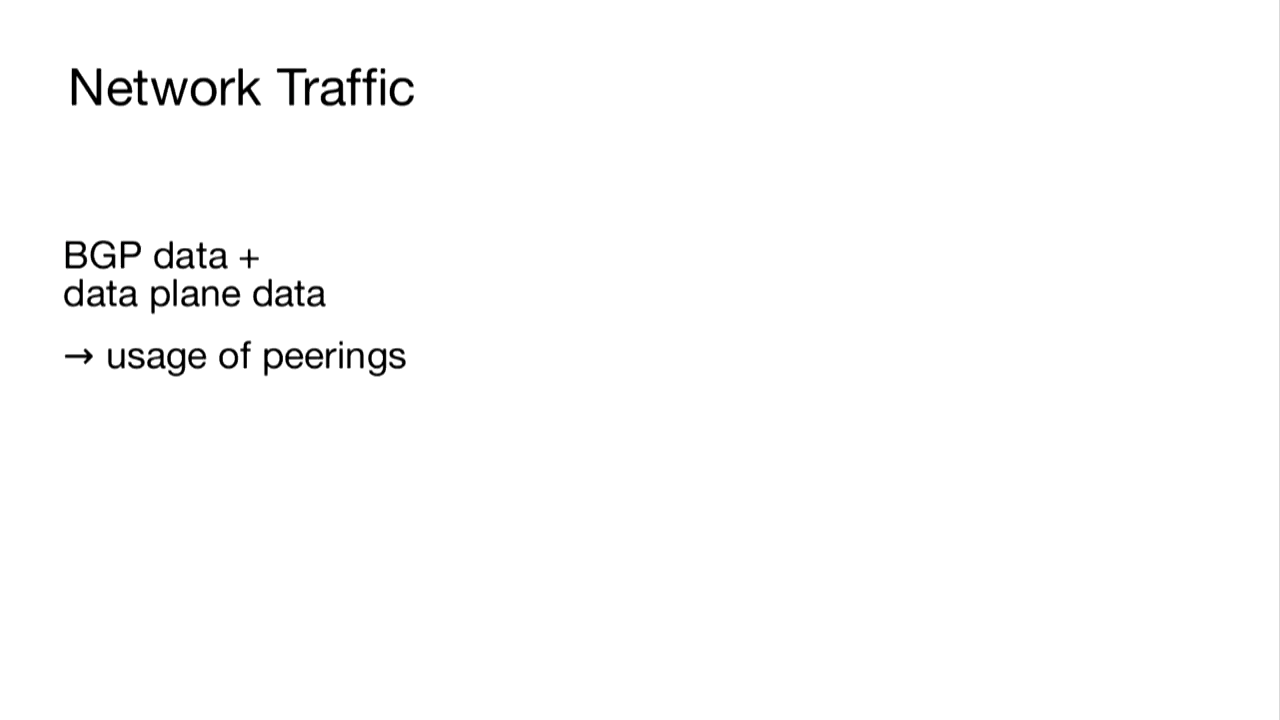 Network Traffic
BGP data +
data plane data
→ usage of peerings